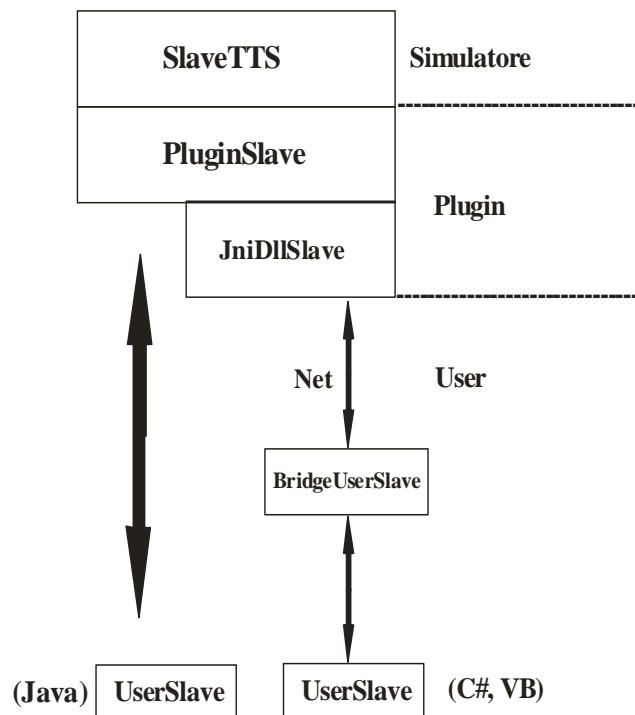 SlaveTTS
Simulatore
PluginSlave
Plugin
JniDllSlave
Net
User
BridgeUserSlave
(Java)
UserSlave
UserSlave
(C#, VB)